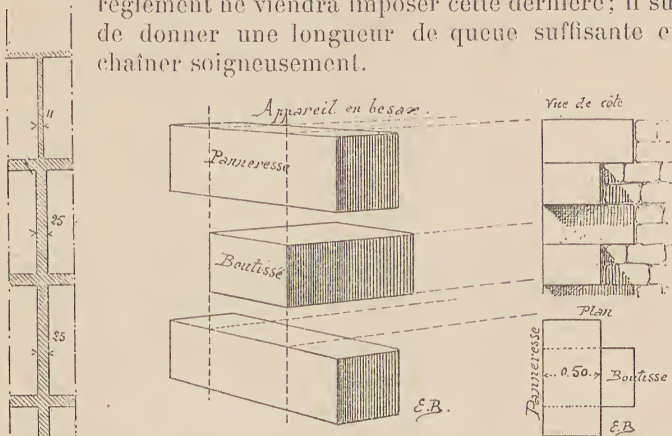 règlement ne viendra imposer cette dernière; il su
de donner une longueur de queue suffisante e
chaîner soigneusement.
Appareil en besaz.
Vue de côté
Panneresse
Boutisse
11
25
25
Plan
Panneresse
0.50.
Boutisse
E.B.
E.B